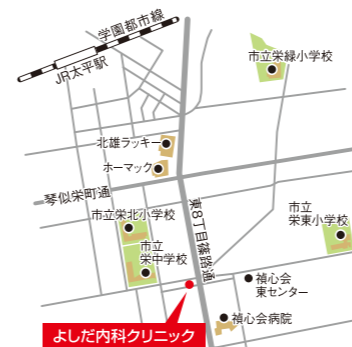 学園都市線
JR太平駅
市立栄緑小学校
北雄ラッキー
ホーマック
琴似栄町通
東8丁目篠路通
市立栄北小学校
市立
栄東小学校
市立
栄中学校
禎心会
東センター
禎心会病院
よしだ内科クリニック